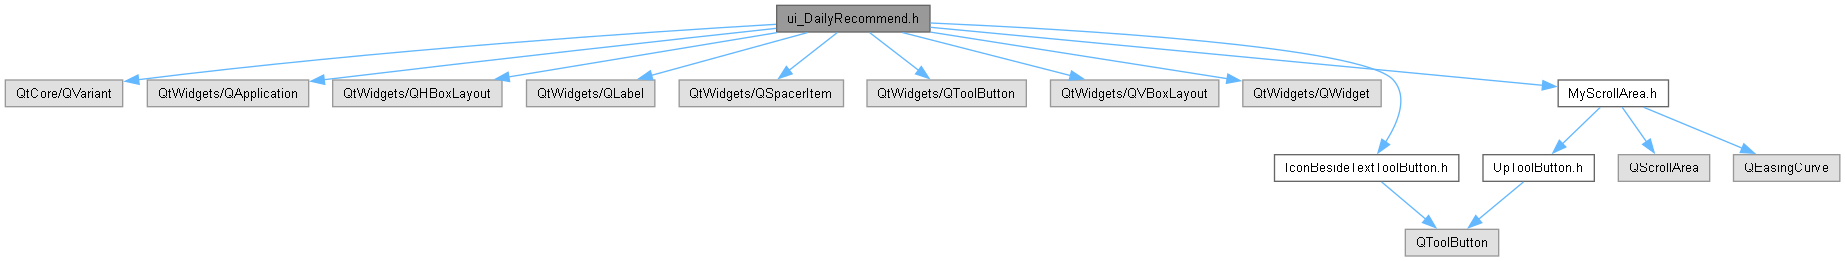 ui_DailyRecommend.h
QtCore/QVariant
QtWidgets/QApplication
QtWidgets/QHBoxLayout
QtWidgets/QLabel
QtWidgets/QSpacerItem
QtWidgets/QToolButton
QtWidgets/QVBoxLayout
QtWidgets/QWidget
MyScrollArea.h
IconBesideTextToolButton.h
UpToolButton.h
QScrollArea
QEasingCurve
QToolButton